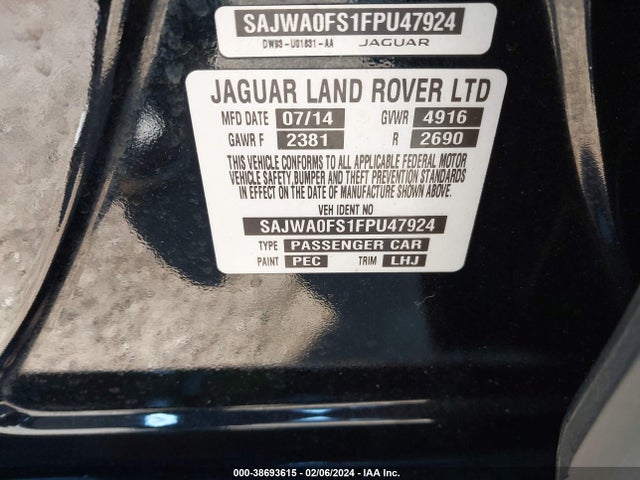 SAJWA0FS1FPU47924
DW93-U01631-AA JAGUAR
JAGUAR LAND ROVER LTD
MFD DATE 07/14 GVWR 4916
GAWR F 2381 R 2690
THIS VEHICLE CONFORMS TO ALL APPLICABLE FEDERAL MOTOR
VEHICLE SAFETY, BUMPER AND THEFT PREVENTION STANDARDS
IN EFFECT ON THE DATE OF MANUFACTURE SHOWN ABOVE.
VEH IDENT NO
SAJWA0FS1FPU47924
TYPE PASSENGER CAR
PAINT PEC TRIM LHJ
000-38693615 - 02/06/2024 - IAA Inc.